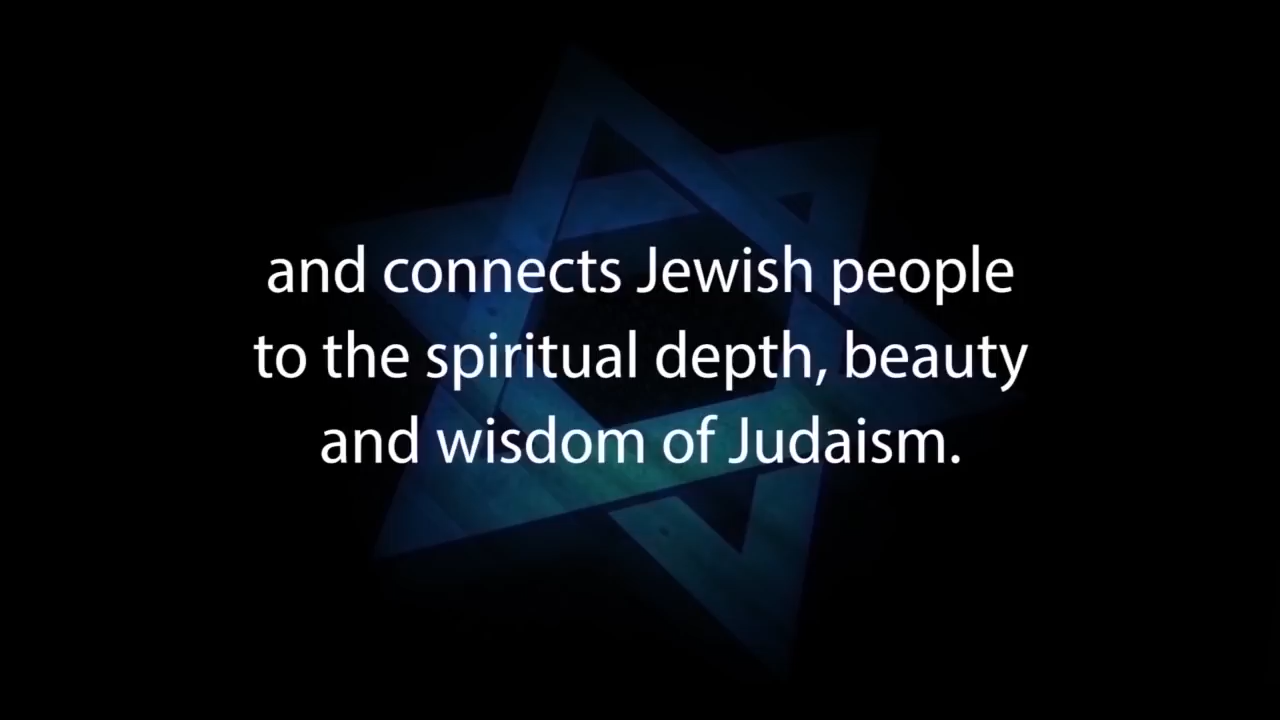 and connects Jewish people
to the spiritual depth, beauty
and wisdom of Judaism.